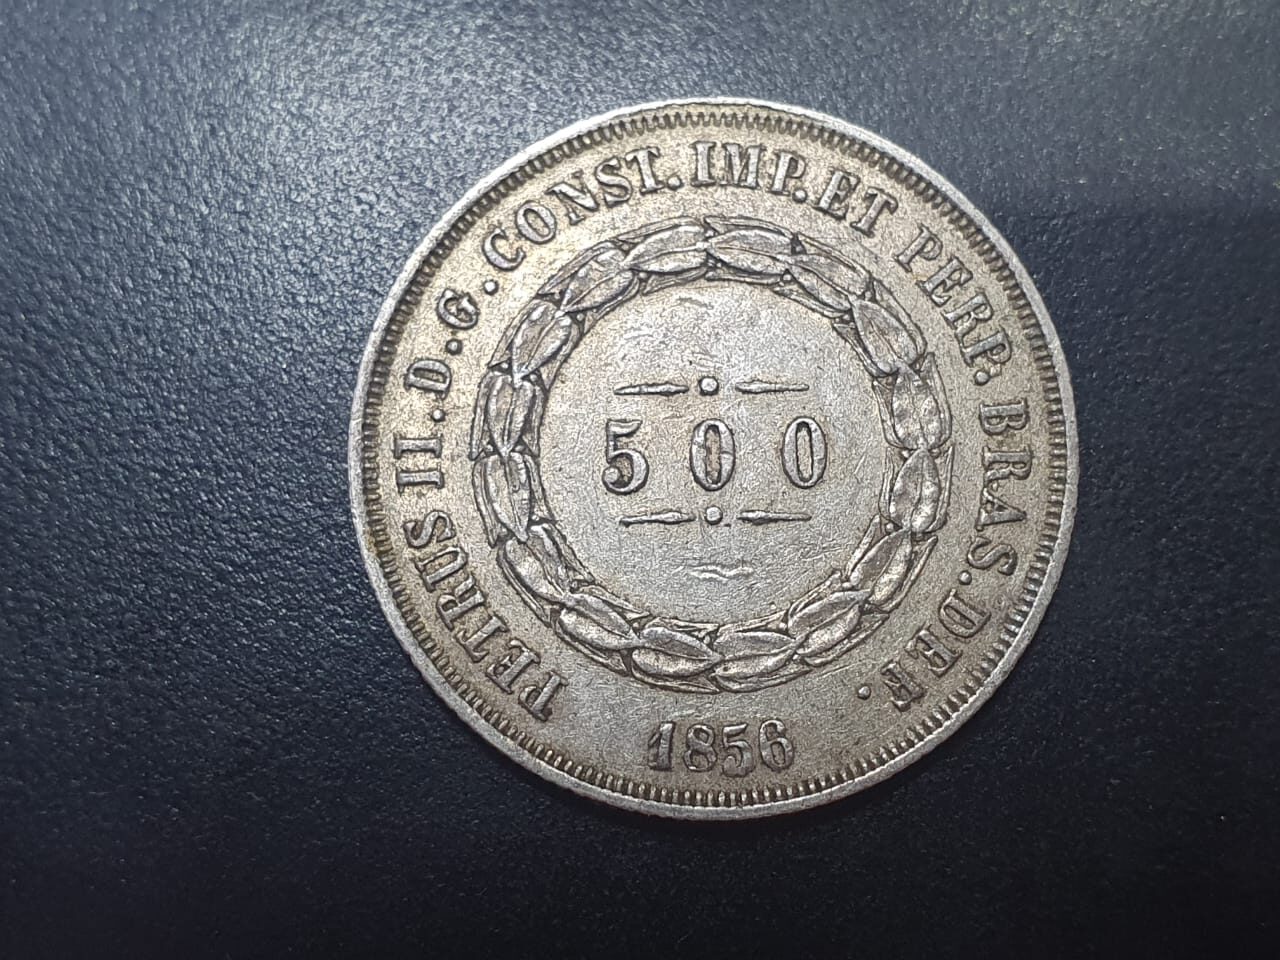 PETRUS II. D. G. CONST. IMP. ET PERP. BRAS. DEF.
500
1856